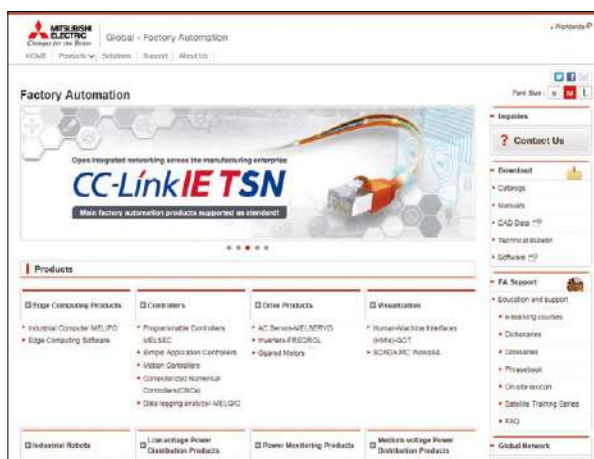 MITSUBISHI
ELECTRIC
Changes for the Better
Global - Factory Automation
Worldwide
HOME Products Solutions Support About Us
Font Size : S M L
Factory Automation
Open integrated networking across the manufacturing enterprise
CC-Link IE TSN
Main factory automation products supported as standard!
Products
Edge Computing Products
Industrial Computer MELIPC
Edge Computing Software
Controllers
Programmable Controllers
MELSEC
Simple Application Controllers
Motion Controllers
Computerized Numerical
Controllers(CNCs)
Data logging analyzer-MELQIC
Drive Products
AC Servos-MELSERVO
Inverters-FREQROL
Geared Motors
Visualization
Human-Machine Interfaces
(HMIs)-GOT
SCADA MC Works64
Industrial Robots
Low-voltage Power
Distribution Products
Power Monitoring Products
Medium-voltage Power
Distribution Products
Inquiries
? Contact Us
Download
Catalogs
Manuals
CAD Data
Technical Bulletin
Software
FA Support
Education and support
e-learning courses
Dictionaries
Glossaries
Phrasebook
On-site lexicon
Satellite Training Series
FAQ
Global Network